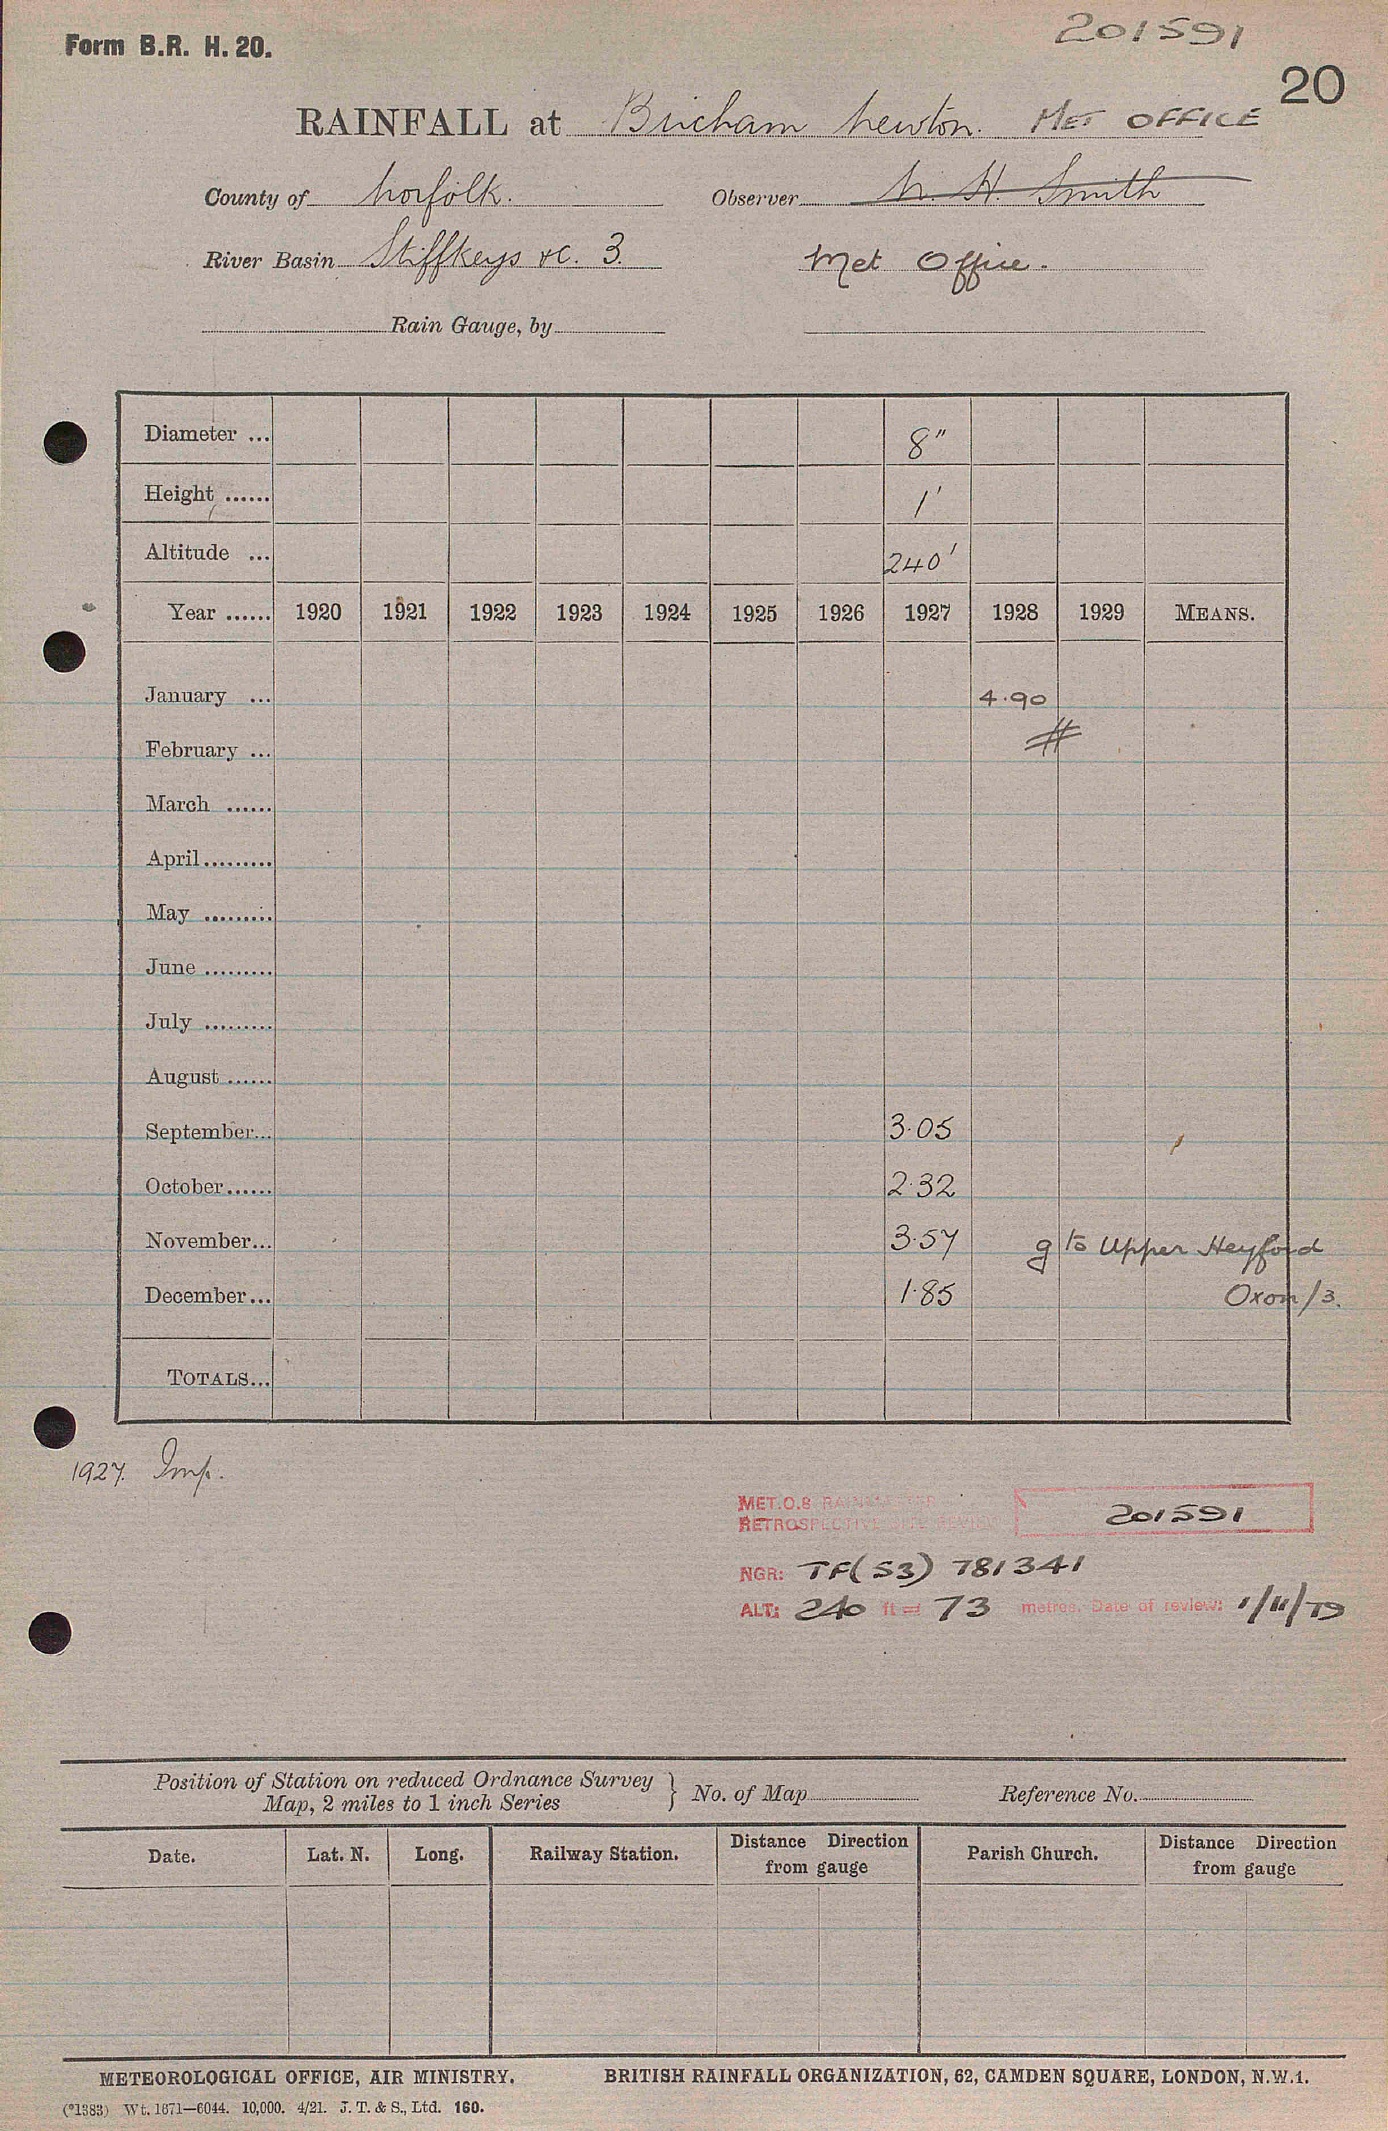 Form B.R. H. 20.
201591
20
RAINFALL at Bircham Newton. MET OFFICE
County of Norfolk. Observer N. H. Smith
River Basin Stiffkeys &c. 3. Met Office.
Rain Gauge, by
Diameter ... 8"
Height ...... 1'
Altitude ... 240'
Year ...... 1920 1921 1922 1923 1924 1925 1926 1927 1928 1929 MEANS.
January ... 4.90
February ... #
March ......
April .........
May .........
June .........
July .........
August ......
September... 3.05
October...... 2.32
November... 3.57 g to Upper Heyford
December... 1.85 Oxon/3.
TOTALS...
1927. Imp.
MET.O.8 RAINMASTER
RETROSPECTIVE SITE REVIEW 201591
NGR: TF(53) 781341
ALT: 240 ft = 73 metres. Date of review: 1/11/79
Position of Station on reduced Ordnance Survey
Map, 2 miles to 1 inch Series } No. of Map Reference No.
Date. Lat. N. Long. Railway Station. Distance Direction from gauge Parish Church. Distance Direction from gauge
METEOROLOGICAL OFFICE, AIR MINISTRY. BRITISH RAINFALL ORGANIZATION, 62, CAMDEN SQUARE, LONDON, N.W.1.
(*1383) Wt. 1871—6044. 10,000. 4/21. J. T. & S., Ltd. 160.